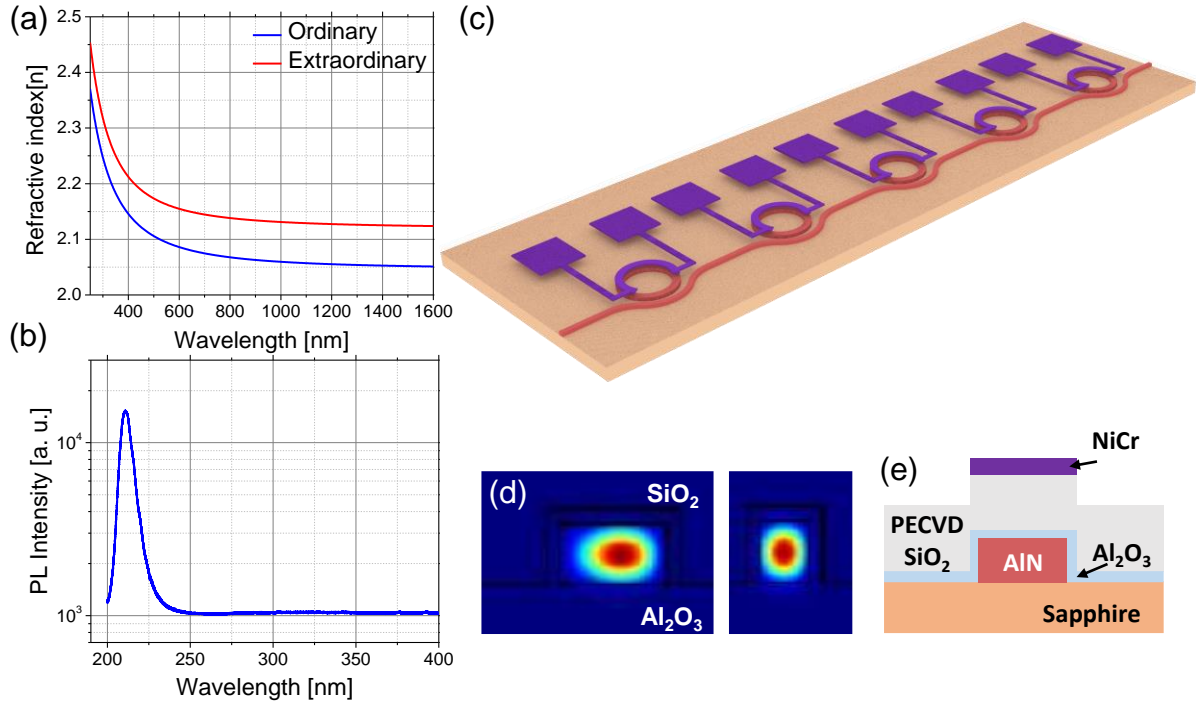 (a)
2.5
2.4
2.3
2.2
2.1
2.0
Refractive index[n]
Ordinary
Extraordinary
400 600 800 1000 1200 1400 1600
Wavelength [nm]
(b)
10⁴
10³
PL Intensity [a. u.]
200 250 300 350 400
Wavelength [nm]
(c)
(d)
SiO₂
Al₂O₃
(e)
NiCr
PECVD
SiO₂
AlN
Al₂O₃
Sapphire